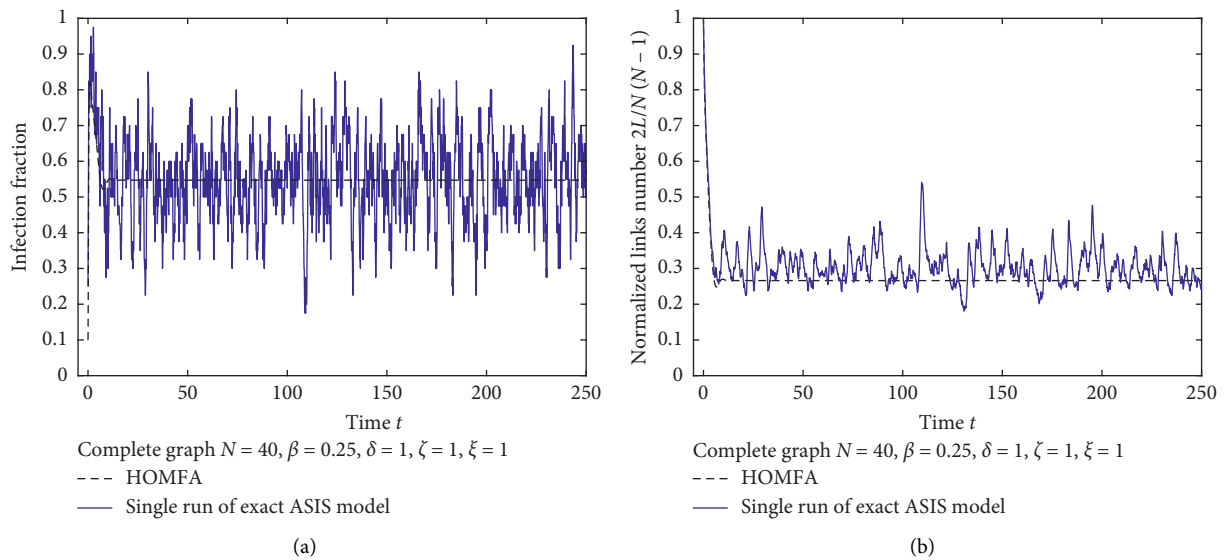 Infection fraction
1
0.9
0.8
0.7
0.6
0.5
0.4
0.3
0.2
0.1
0
0 50 100 150 200 250
Time t
Complete graph N = 40, β = 0.25, δ = 1, ζ = 1, ξ = 1
HOMFA
Single run of exact ASIS model
(a)
Normalized links number 2L/N (N – 1)
1
0.9
0.8
0.7
0.6
0.5
0.4
0.3
0.2
0.1
0
0 50 100 150 200 250
Time t
Complete graph N = 40, β = 0.25, δ = 1, ζ = 1, ξ = 1
HOMFA
Single run of exact ASIS model
(b)